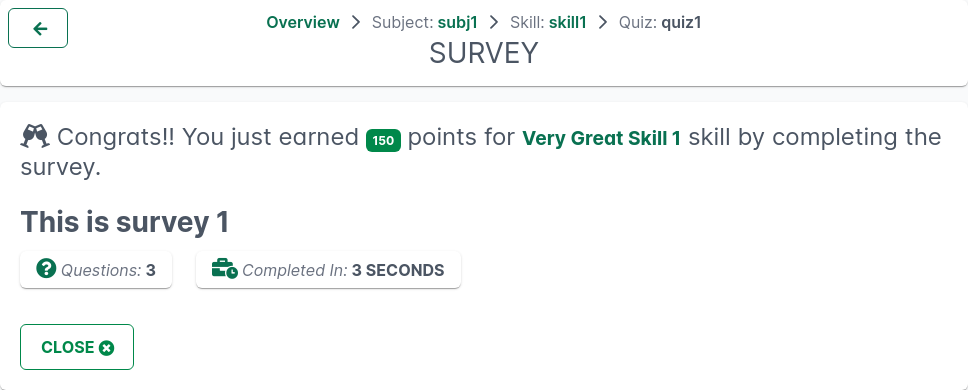 Overview > Subject: subj1 > Skill: skill1 > Quiz: quiz1
SURVEY
Congrats!! You just earned 150 points for Very Great Skill 1 skill by completing the
survey.
This is survey 1
Questions: 3 Completed In: 3 SECONDS
CLOSE